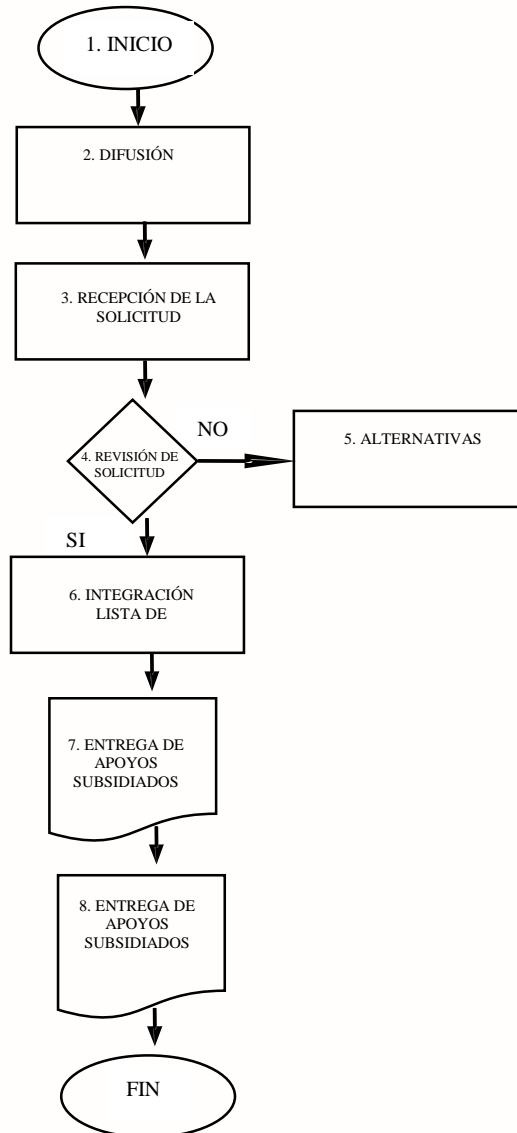 1. INICIO
2. DIFUSIÓN
3. RECEPCIÓN DE LA
SOLICITUD
4. REVISIÓN DE
SOLICITUD
NO
5. ALTERNATIVAS
SI
6. INTEGRACIÓN
LISTA DE
7. ENTREGA DE
APOYOS
SUBSIDIADOS
8. ENTREGA DE
APOYOS
SUBSIDIADOS
FIN